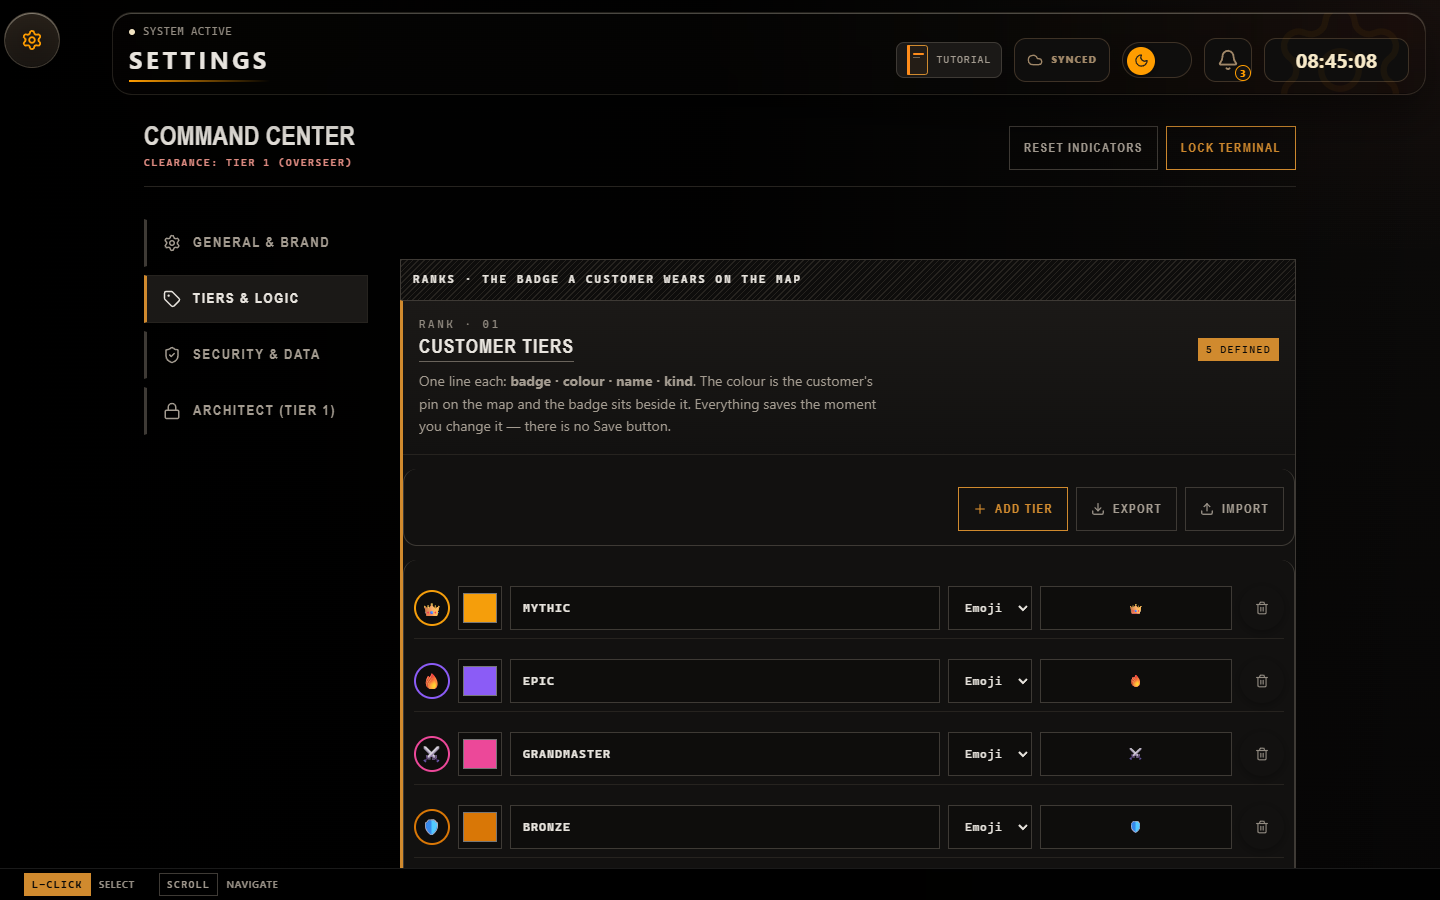 SYSTEM ACTIVE
SETTINGS
TUTORIAL
SYNCED
3
08:45:08
COMMAND CENTER
CLEARANCE: TIER 1 (OVERSEER)
RESET INDICATORS
LOCK TERMINAL
GENERAL & BRAND
TIERS & LOGIC
SECURITY & DATA
ARCHITECT (TIER 1)
RANKS · THE BADGE A CUSTOMER WEARS ON THE MAP
RANK · 01
CUSTOMER TIERS
5 DEFINED
One line each: badge · colour · name · kind. The colour is the customer's
pin on the map and the badge sits beside it. Everything saves the moment
you change it — there is no Save button.
ADD TIER
EXPORT
IMPORT
MYTHIC
Emoji
EPIC
Emoji
GRANDMASTER
Emoji
BRONZE
Emoji
L-CLICK
SELECT
SCROLL
NAVIGATE